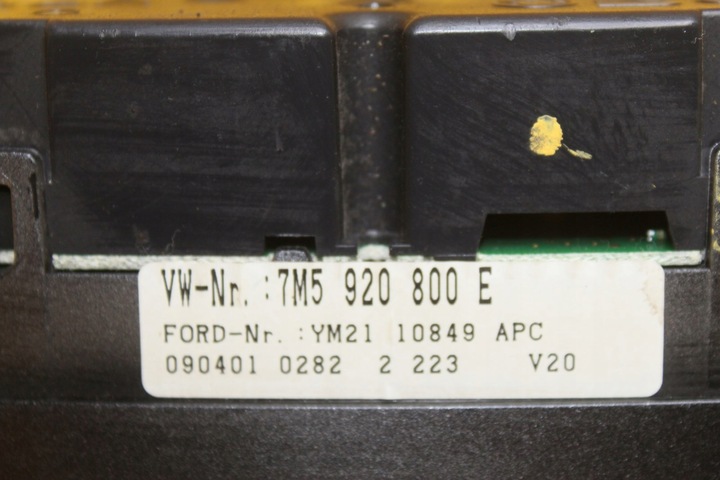 VW-Nr. :7M5 920 800 E
FORD-Nr. :YM21 10849 APC
090401 0282 2 223 V20